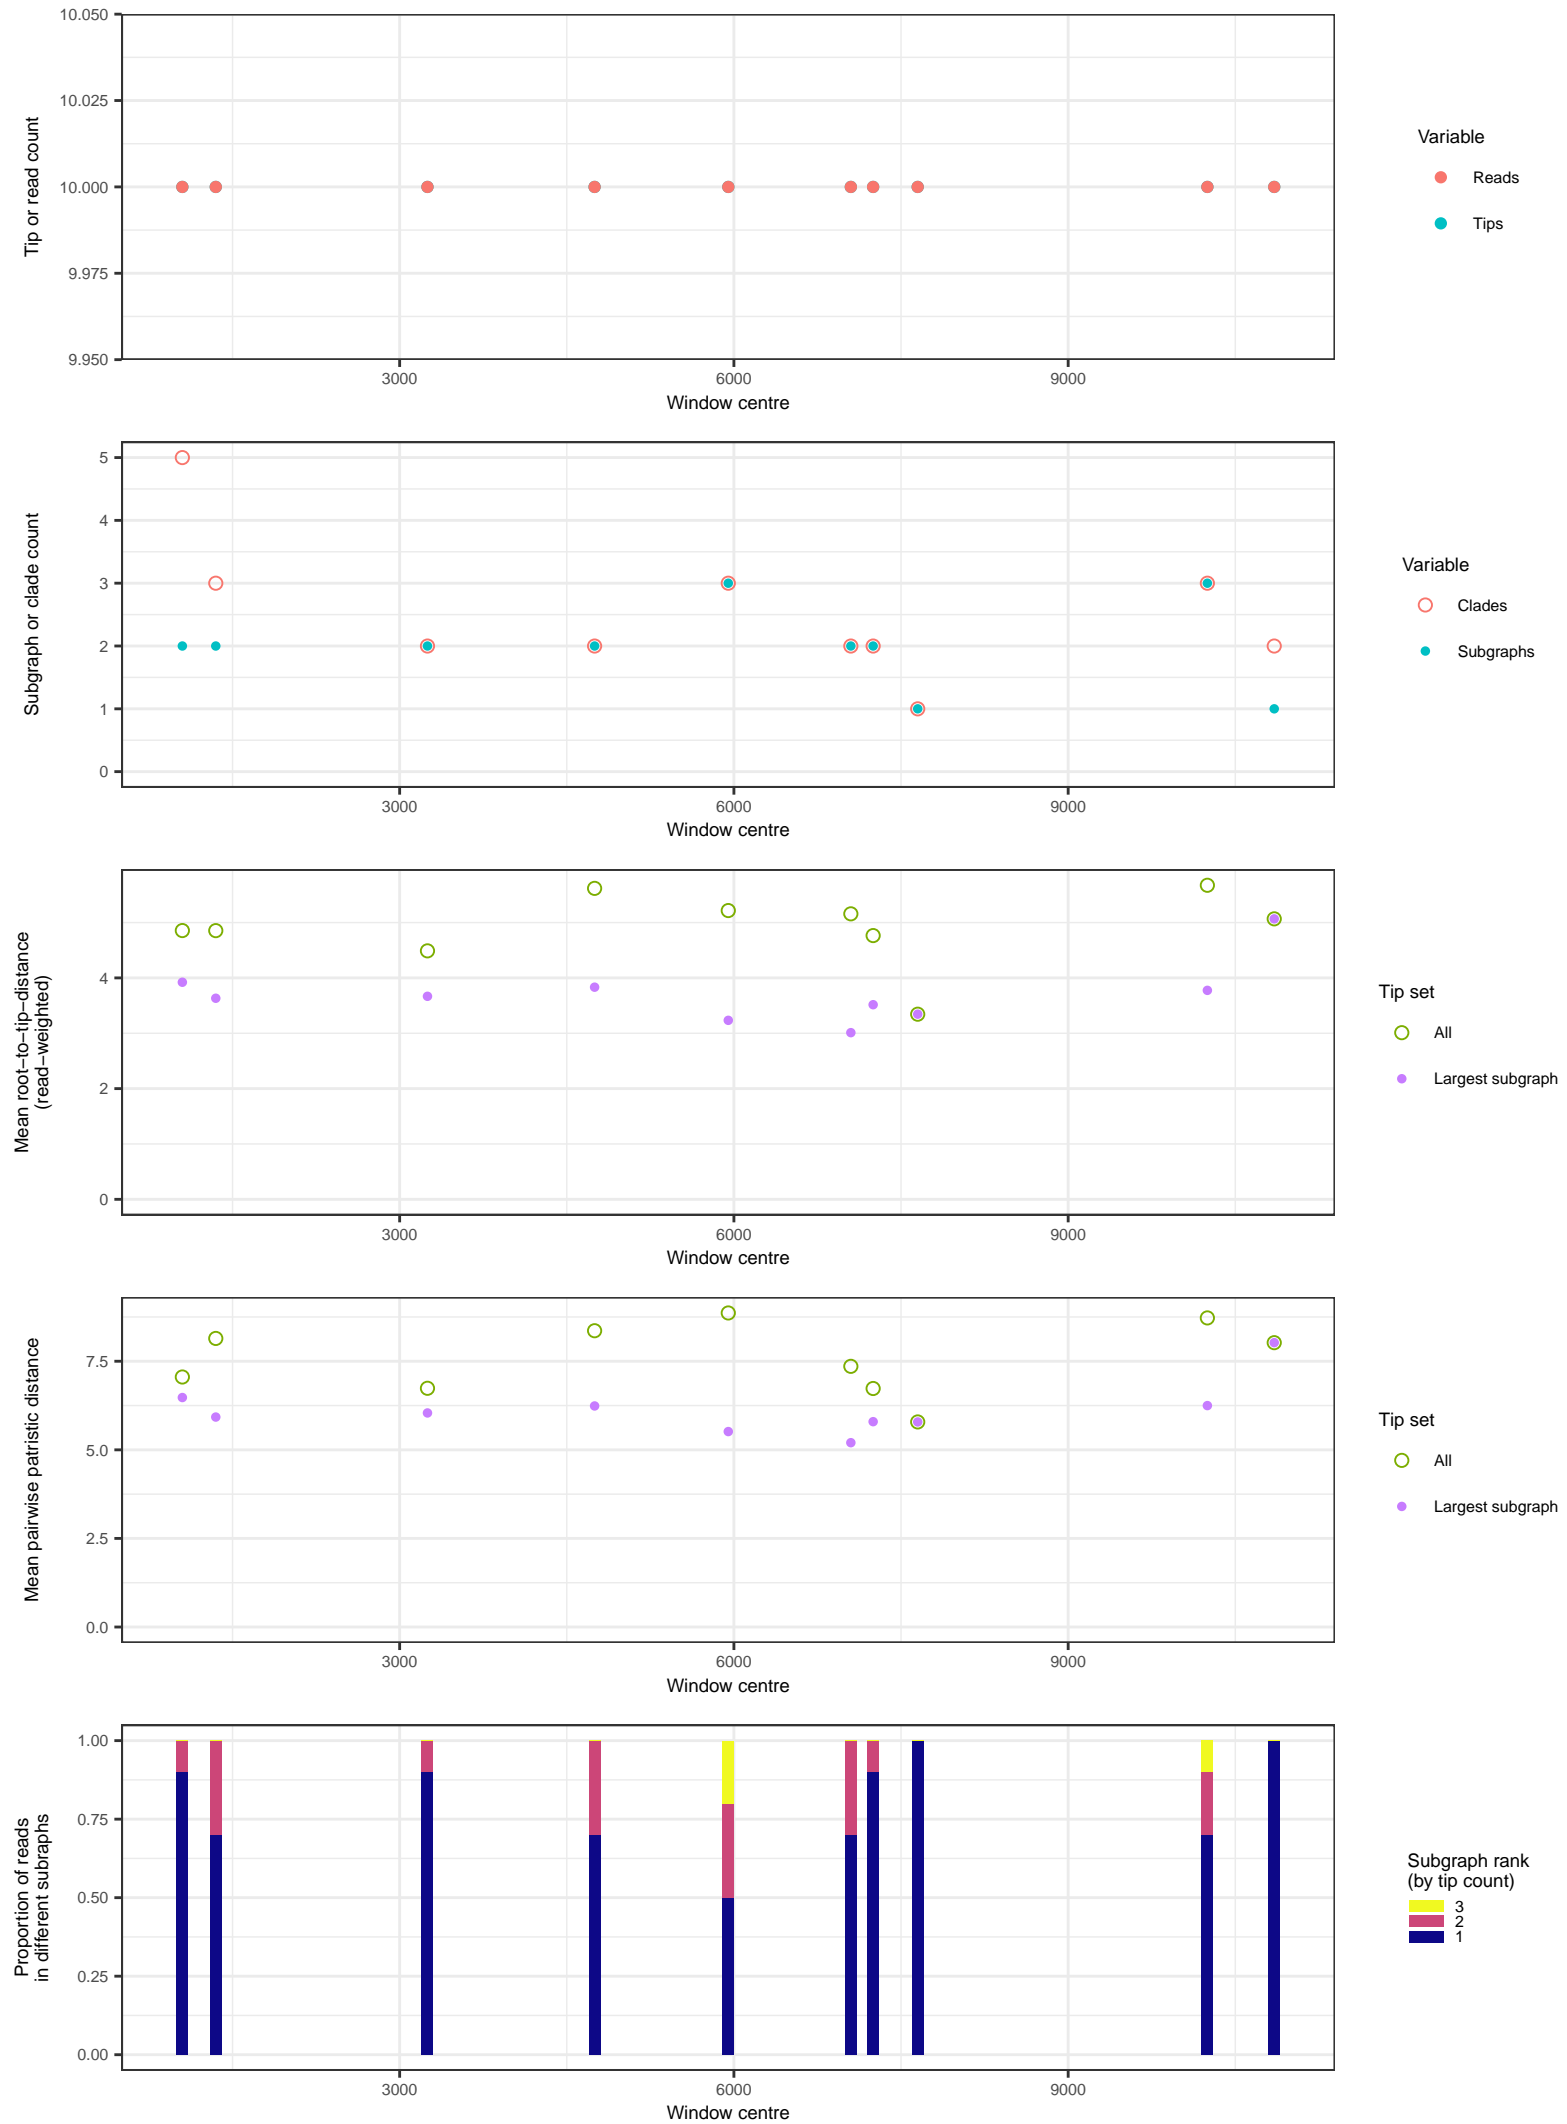 10.050
10.025
10.000
9.975
9.950
Tip or read count
3000
6000
9000
Window centre
Variable
Reads
Tips
5
4
3
2
1
0
Subgraph or clade count
3000
6000
9000
Window centre
Variable
Clades
Subgraphs
4
2
0
Mean root−to−tip−distance
(read−weighted)
3000
6000
9000
Window centre
Tip set
All
Largest subgraph
7.5
5.0
2.5
0.0
Mean pairwise patristic distance
3000
6000
9000
Window centre
Tip set
All
Largest subgraph
1.00
0.75
0.50
0.25
0.00
Proportion of reads
in different subraphs
3000
6000
9000
Window centre
Subgraph rank
(by tip count)
3
2
1